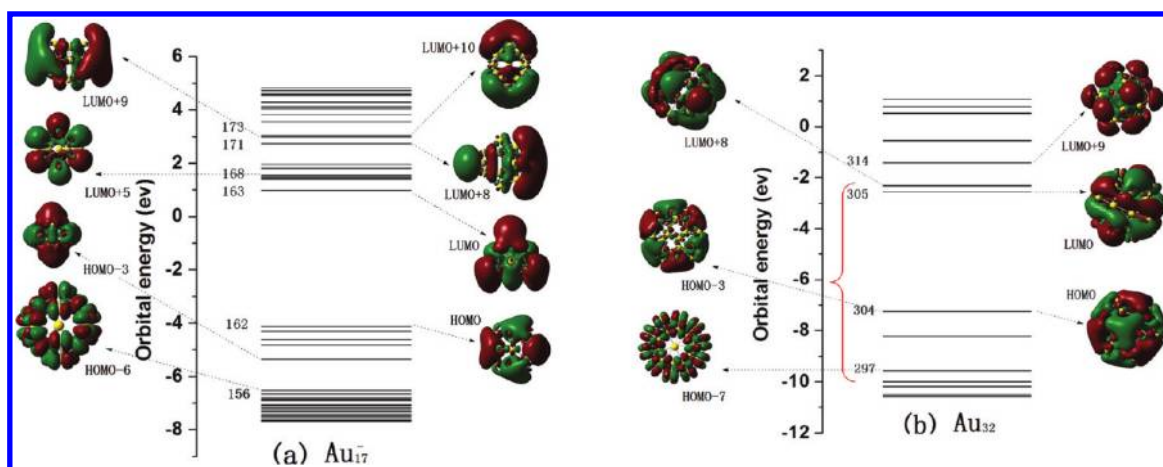 6
4
2
0
-2
-4
-6
-8
Orbital energy (ev)
173
171
168
163
162
156
LUMO+9
LUMO+5
HOMO-3
HOMO-6
LUMO+10
LUMO+8
LUMO
HOMO
(a) Au₁₇⁻
2
0
-2
-4
-6
-8
-10
-12
Orbital energy (ev)
314
305
304
297
LUMO+8
HOMO-3
HOMO-7
LUMO+9
LUMO
HOMO
(b) Au₃₂